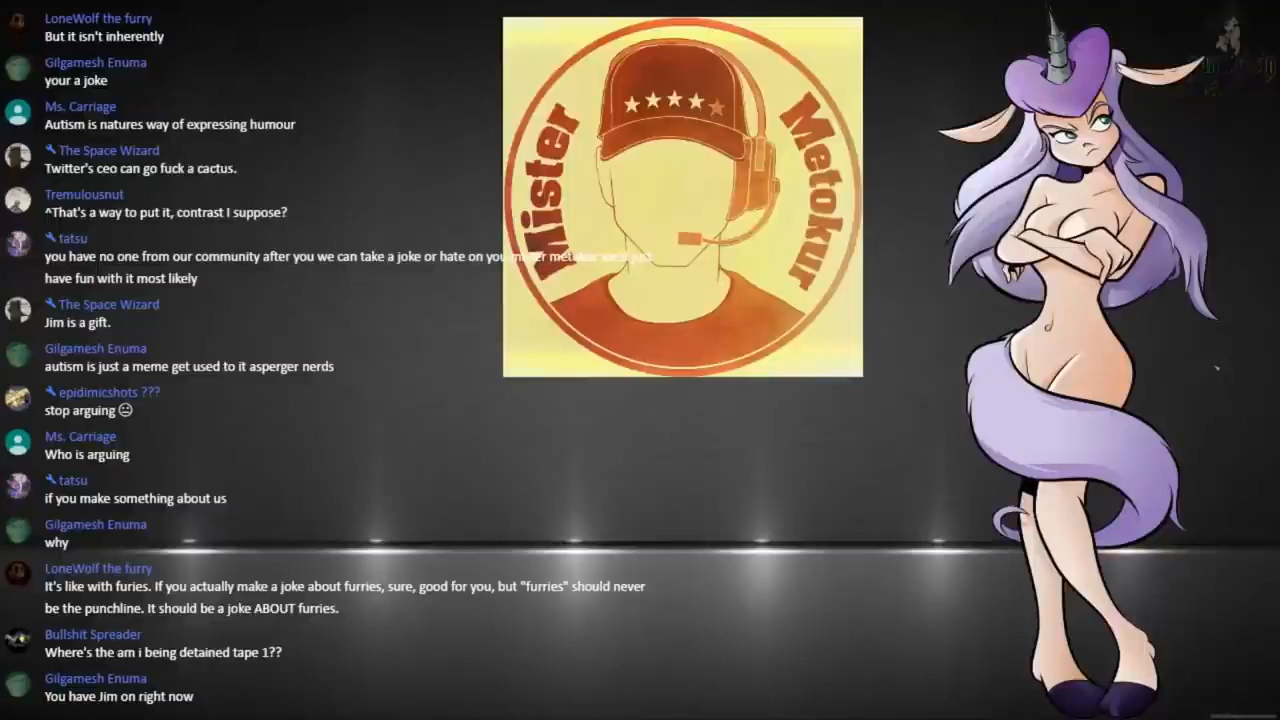 LoneWolf the furry
But it isn't inherently
Gilgamesh Enuma
your a joke
Ms. Carriage
Autism is natures way of expressing humour
The Space Wizard
Twitter's ceo can go fuck a cactus.
Tremulousnut
^That's a way to put it, contrast I suppose?
tatsu
you have no one from our community after you we can take a joke or hate on you mister metokur we'll just
have fun with it most likely
The Space Wizard
Jim is a gift.
Gilgamesh Enuma
autism is just a meme get used to it asperger nerds
epidimicshots ???
stop arguing 😐
Ms. Carriage
Who is arguing
tatsu
if you make something about us
Gilgamesh Enuma
why
LoneWolf the furry
It's like with furies. If you actually make a joke about furries, sure, good for you, but "furries" should never
be the punchline. It should be a joke ABOUT furries.
Bullshit Spreader
Where's the am i being detained tape 1??
Gilgamesh Enuma
You have Jim on right now
Mister
Metokur